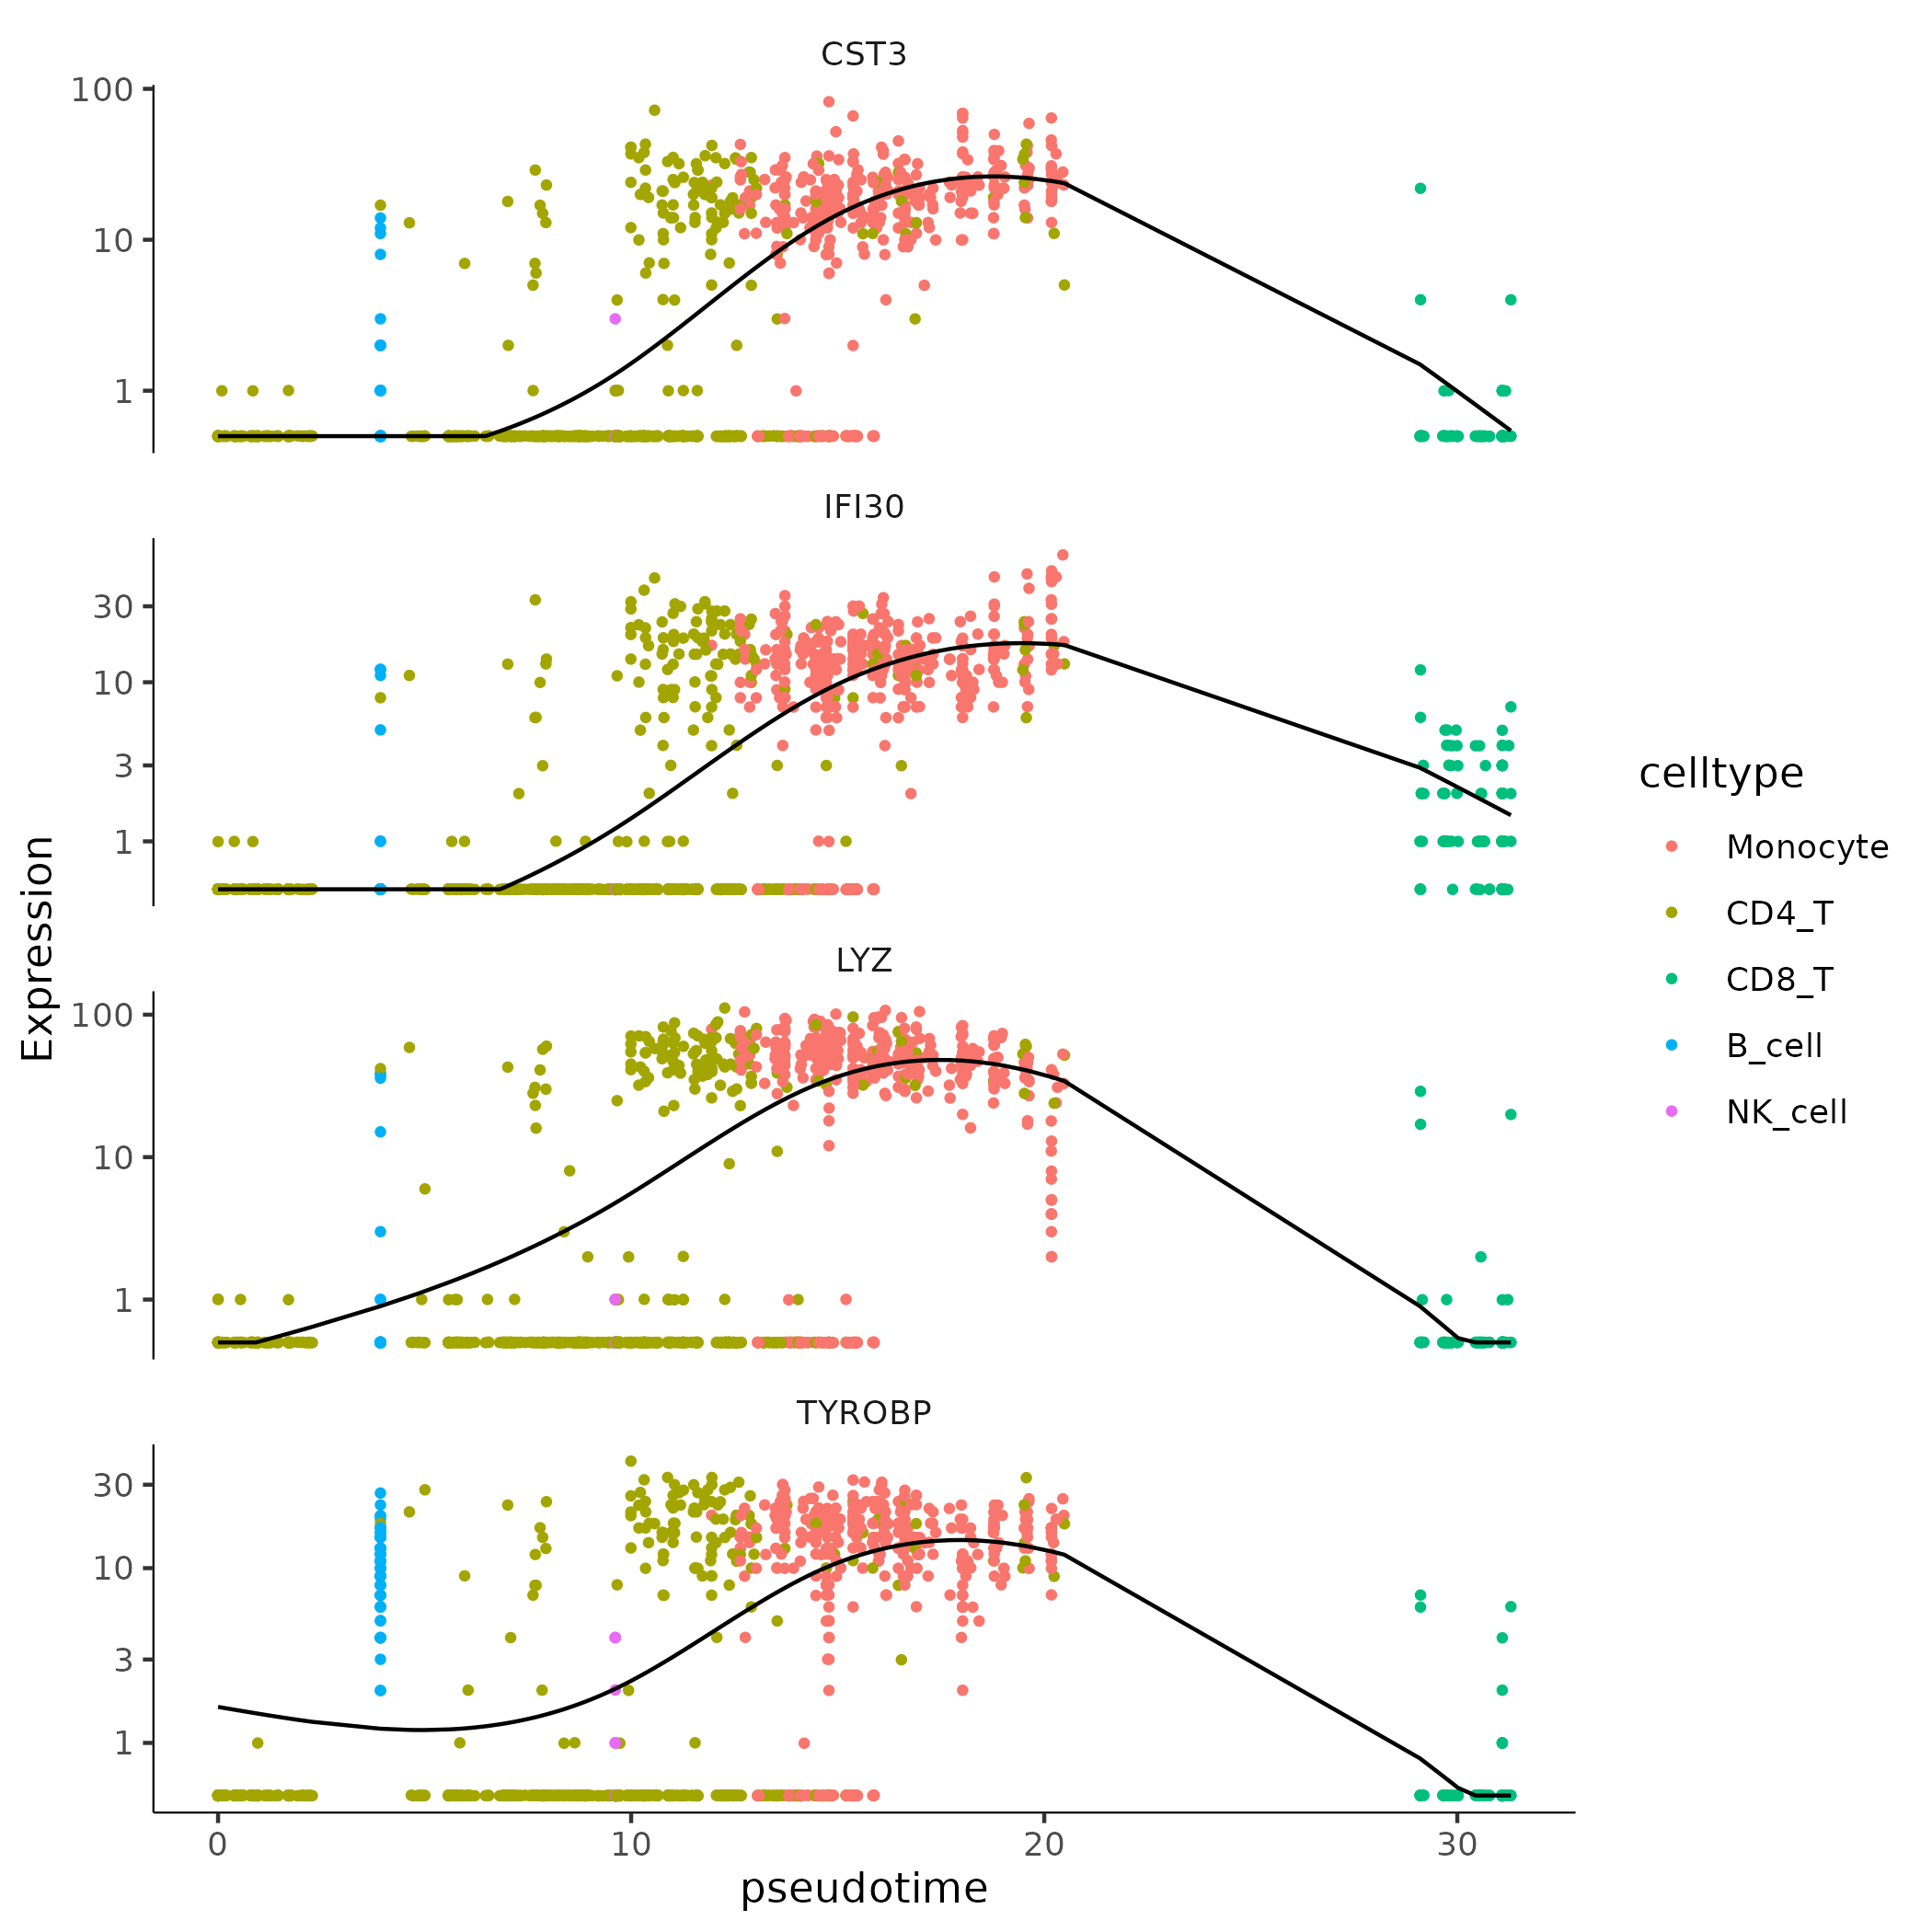 CST3
100
10
1
IFI30
30
10
3
1
LYZ
100
10
1
TYROBP
30
10
3
1
0 10 20 30
pseudotime
Expression
celltype
Monocyte
CD4_T
CD8_T
B_cell
NK_cell